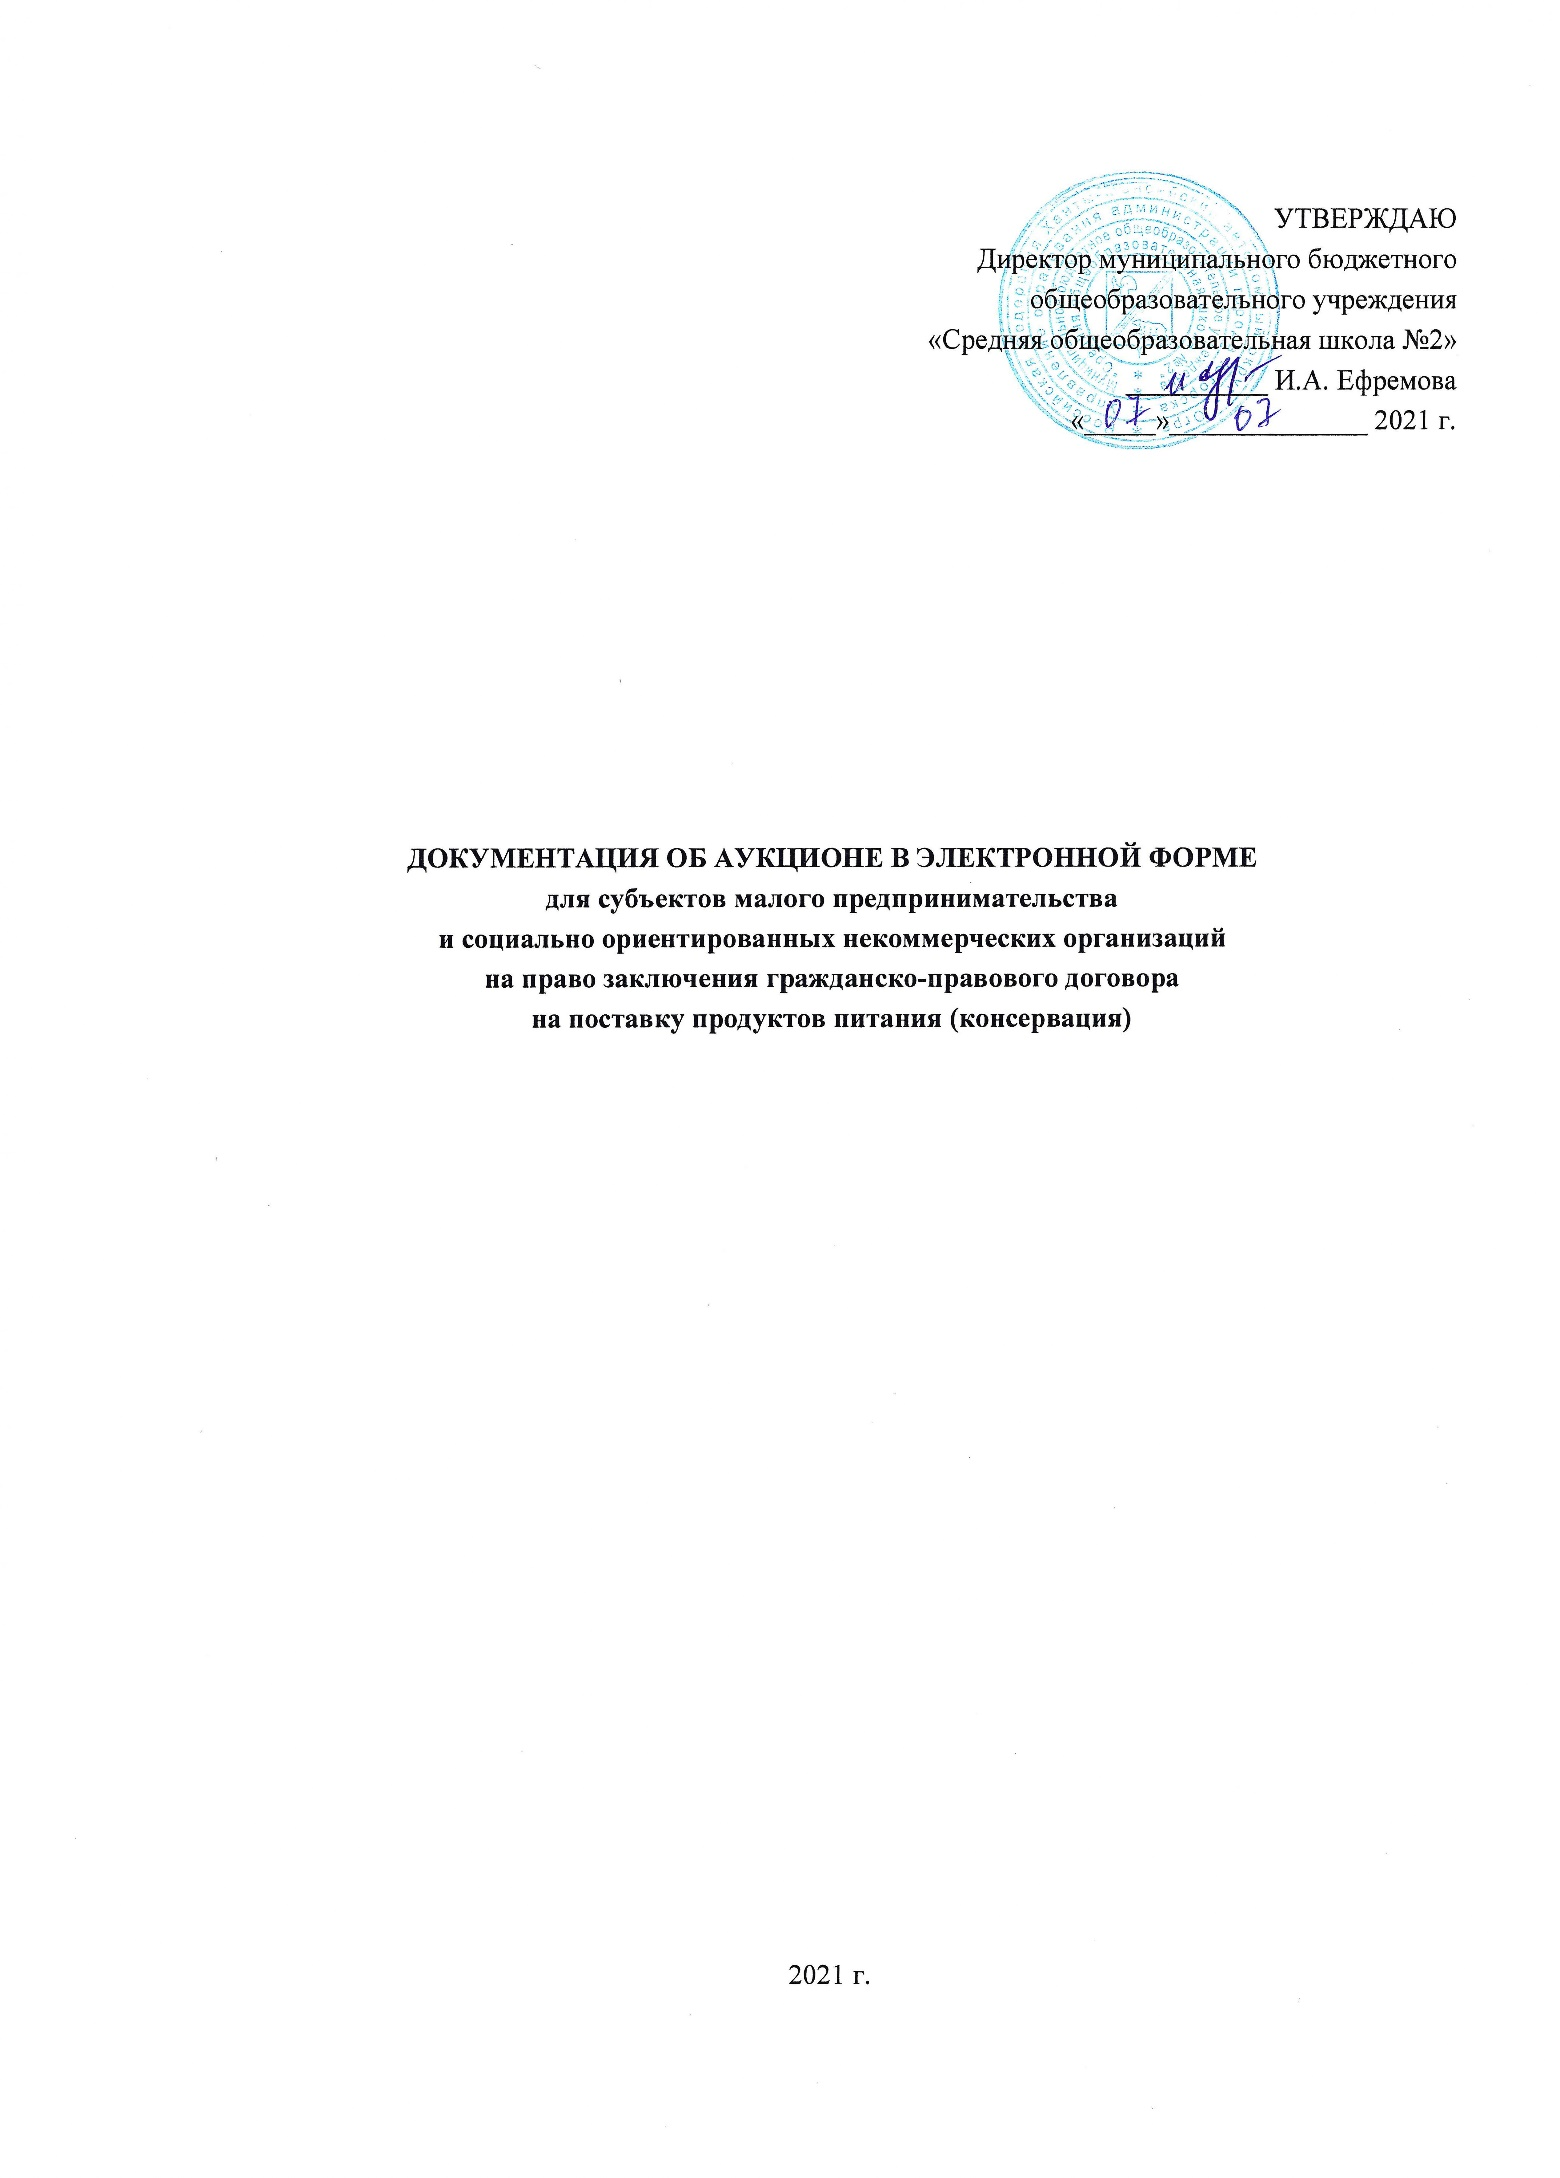 УТВЕРЖДАЮ
Директор муниципального бюджетного
общеобразовательного учреждения
«Средняя общеобразовательная школа №2»
__________ И.А. Ефремова
«07» 07 2021 г.
ДОКУМЕНТАЦИЯ ОБ АУКЦИОНЕ В ЭЛЕКТРОННОЙ ФОРМЕ
для субъектов малого предпринимательства
и социально ориентированных некоммерческих организаций
на право заключения гражданско-правового договора
на поставку продуктов питания (консервация)
2021 г.